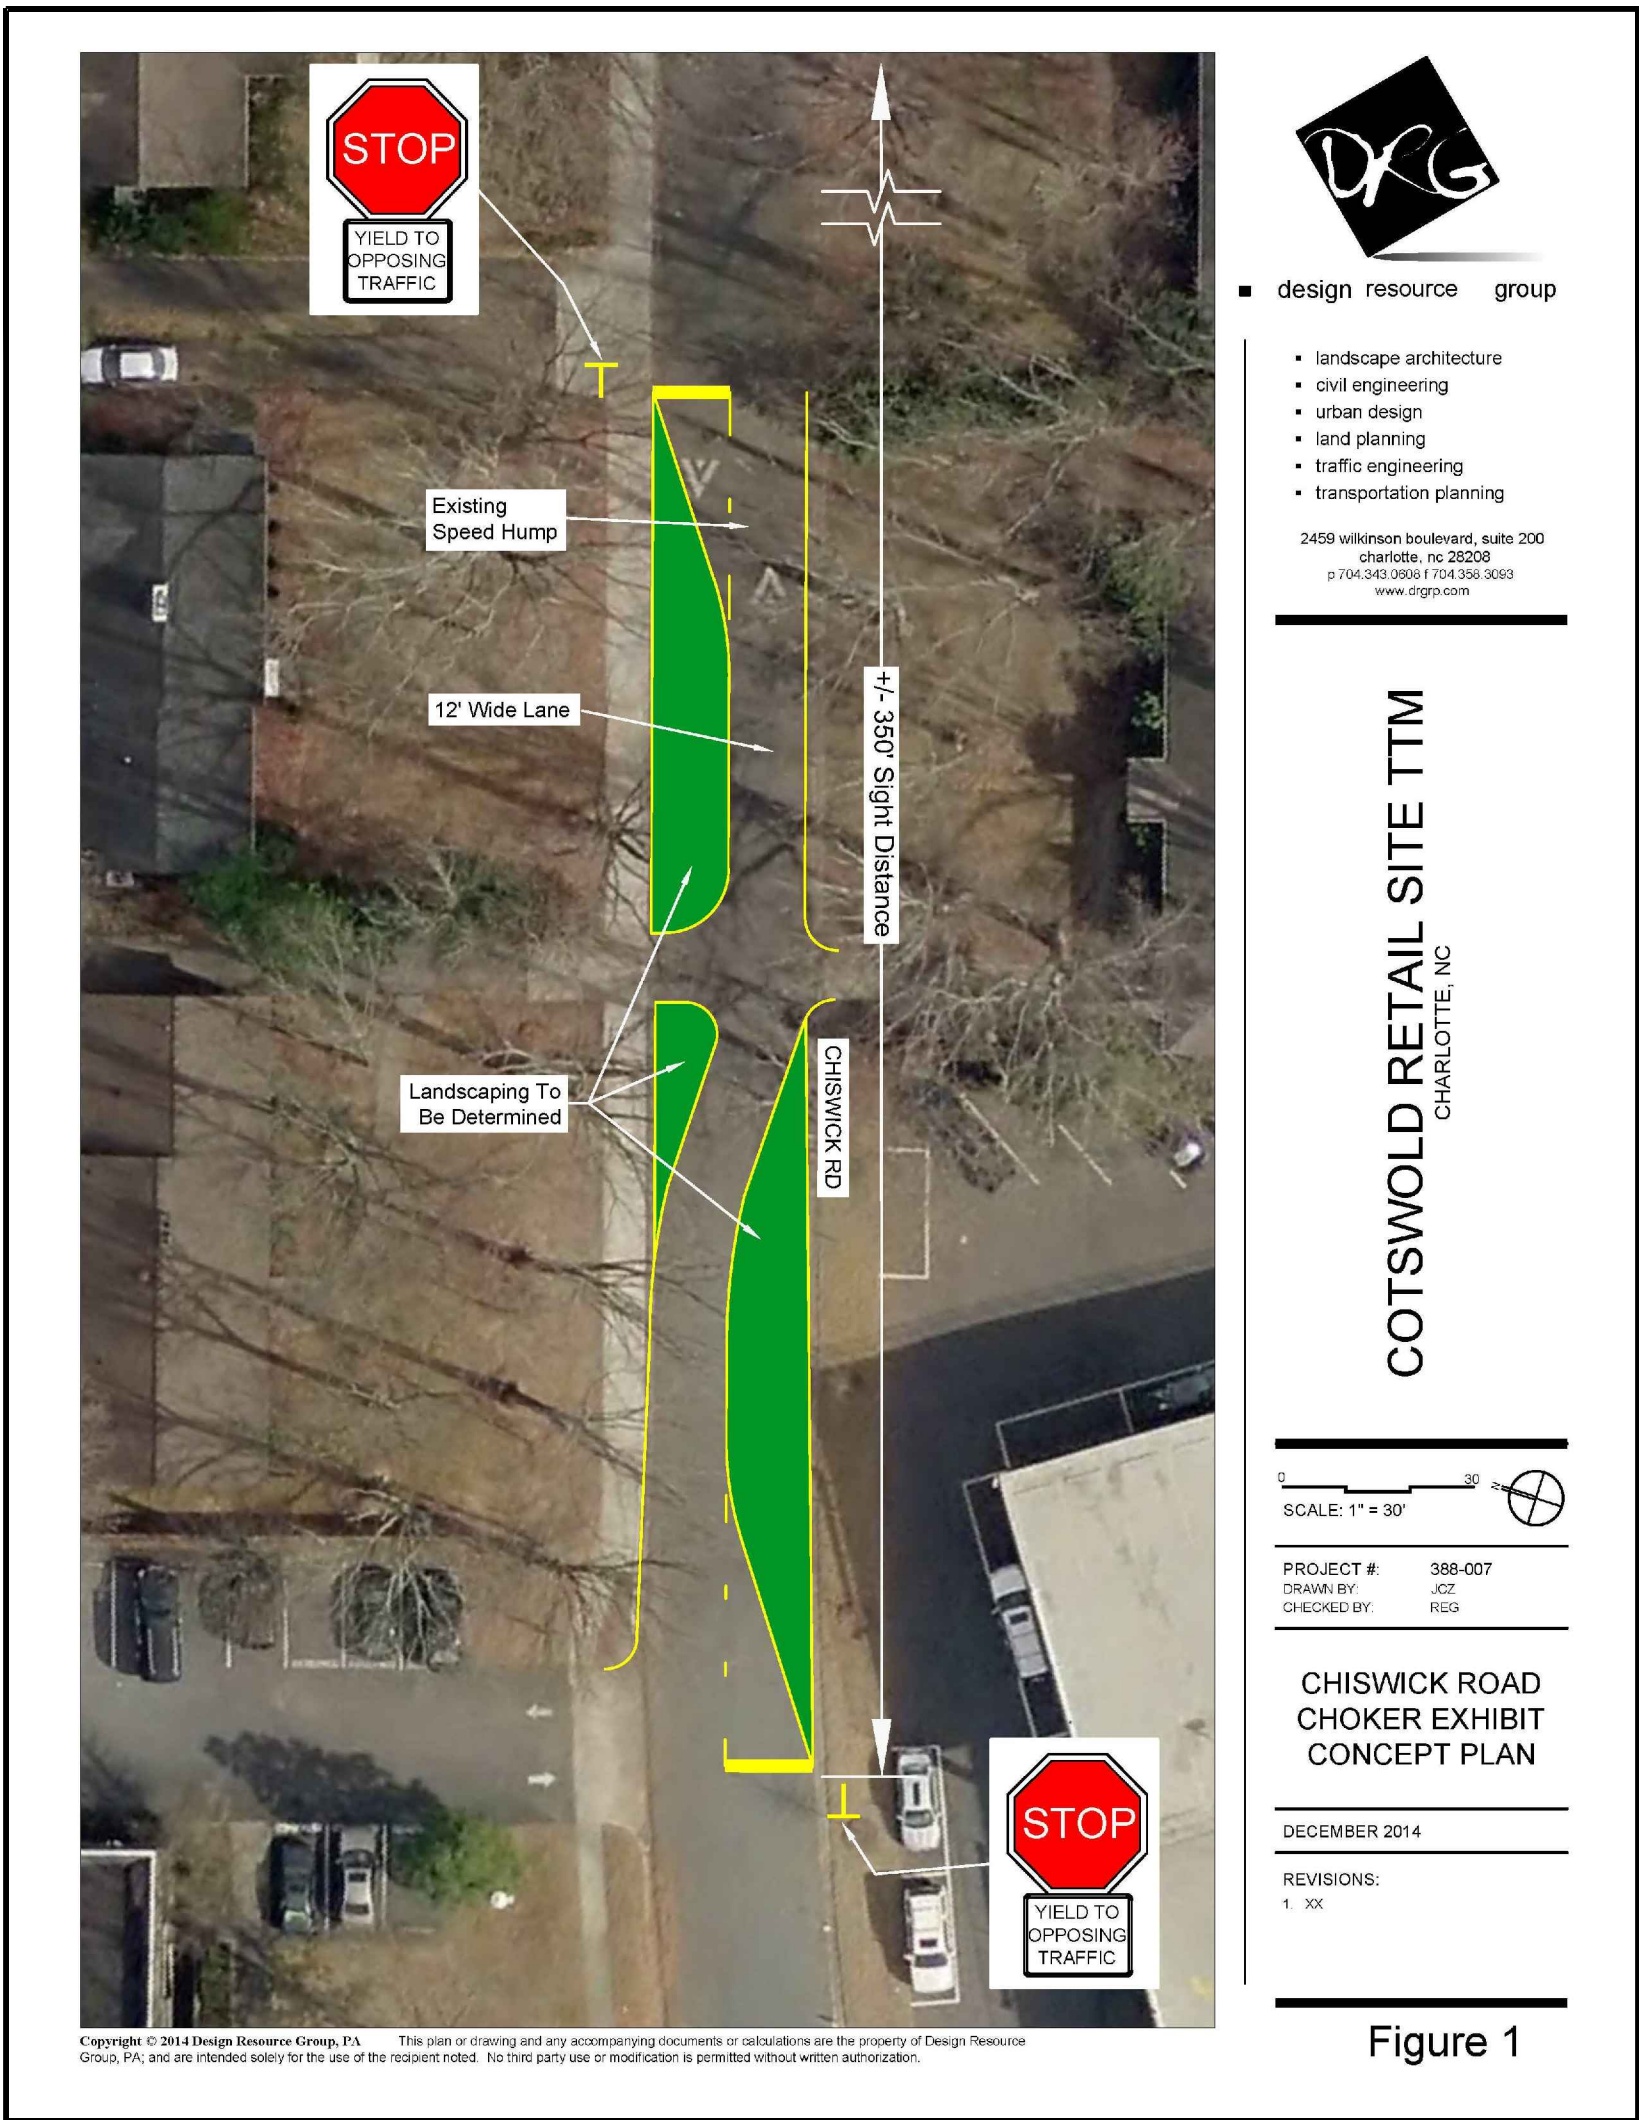 STOP
YIELD TO
OPPOSING
TRAFFIC
Existing
Speed Hump
12' Wide Lane
+/- 350' Sight Distance
Landscaping To
Be Determined
CHISWICK RD
STOP
YIELD TO
OPPOSING
TRAFFIC
DRG
design resource group
landscape architecture
civil engineering
urban design
land planning
traffic engineering
transportation planning
2459 wilkinson boulevard, suite 200
charlotte, nc 28208
p 704.343.0608 f 704.358.3093
www.drgrp.com
COTSWOLD RETAIL SITE TTM
CHARLOTTE, NC
0 30
N
SCALE: 1" = 30'
PROJECT #: 388-007
DRAWN BY: JCZ
CHECKED BY: REG
CHISWICK ROAD
CHOKER EXHIBIT
CONCEPT PLAN
DECEMBER 2014
REVISIONS:
1. XX
Figure 1
Copyright © 2014 Design Resource Group, PA This plan or drawing and any accompanying documents or calculations are the property of Design Resource
Group, PA; and are intended solely for the use of the recipient noted. No third party use or modification is permitted without written authorization.